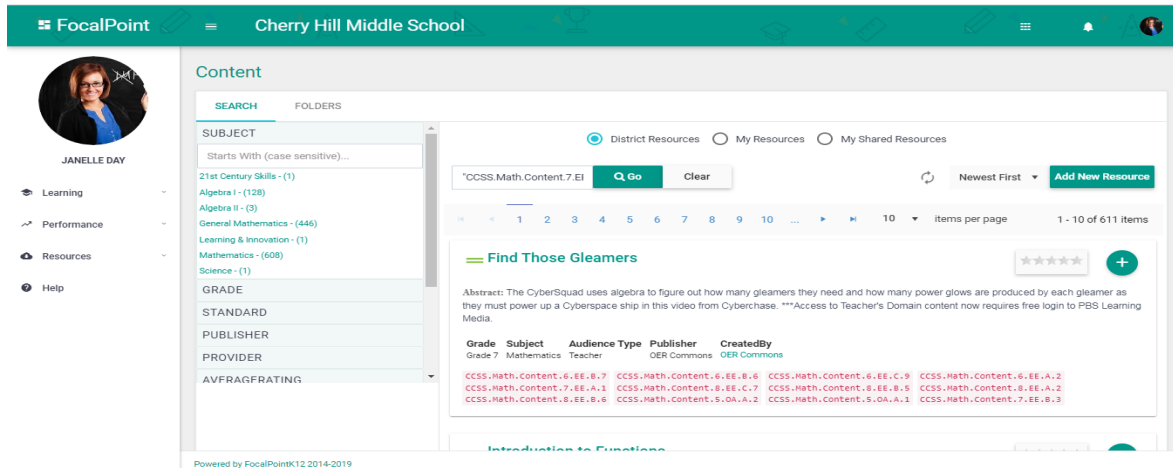 FocalPoint
Cherry Hill Middle School
JANELLE DAY
Learning
Performance
Resources
Help
Content
SEARCH FOLDERS
SUBJECT
Starts With (case sensitive)...
21st Century Skills - (1)
Algebra I - (128)
Algebra II - (3)
General Mathematics - (446)
Learning & Innovation - (1)
Mathematics - (608)
Science - (1)
GRADE
STANDARD
PUBLISHER
PROVIDER
AVERAGERATING
District Resources My Resources My Shared Resources
"CCSS.Math.Content.7.EI Go Clear Newest First Add New Resource
1 2 3 4 5 6 7 8 9 10 ... 10 items per page 1 - 10 of 611 items
Find Those Gleamers
Abstract: The CyberSquad uses algebra to figure out how many gleamers they need and how many power glows are produced by each gleamer as
they must power up a Cyberspace ship in this video from Cyberchase. ***Access to Teacher's Domain content now requires free login to PBS Learning
Media.
Grade Subject Audience Type Publisher CreatedBy
Grade 7 Mathematics Teacher OER Commons OER Commons
CCSS.Math.Content.6.EE.B.7 CCSS.Math.Content.6.EE.B.6 CCSS.Math.Content.6.EE.C.9 CCSS.Math.Content.6.EE.A.2
CCSS.Math.Content.7.EE.A.1 CCSS.Math.Content.8.EE.C.7 CCSS.Math.Content.8.EE.B.5 CCSS.Math.Content.8.EE.A.2
CCSS.Math.Content.8.EE.B.6 CCSS.Math.Content.5.OA.A.2 CCSS.Math.Content.5.OA.A.1 CCSS.Math.Content.7.EE.B.3
Introduction to Functions
Powered by FocalPointK12 2014-2019